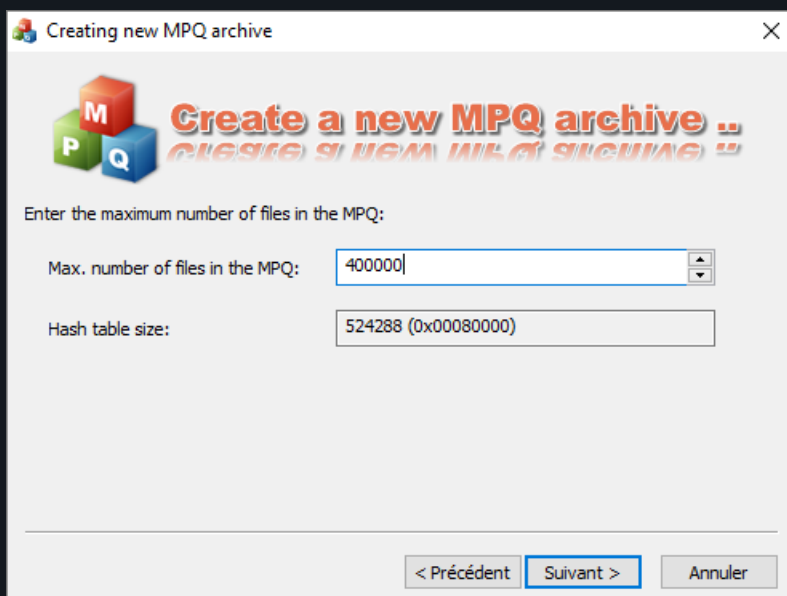 Creating new MPQ archive
M
P
Q
Create a new MPQ archive ..
Enter the maximum number of files in the MPQ:
Max. number of files in the MPQ: 400000
Hash table size: 524288 (0x00080000)
< Précédent Suivant > Annuler